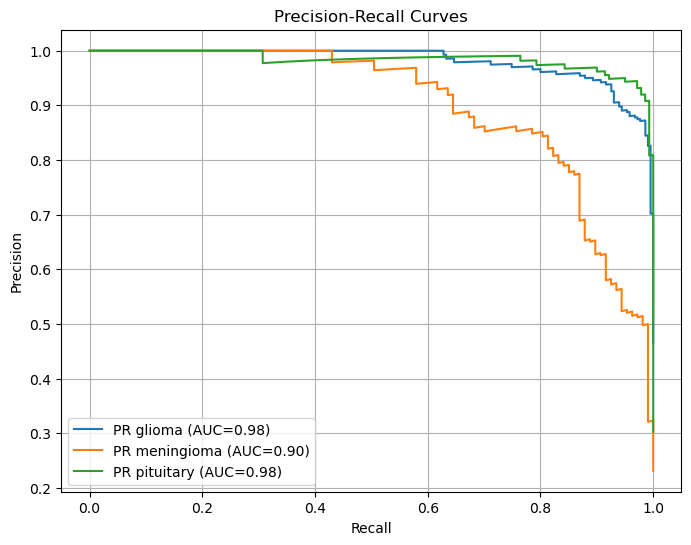 Precision-Recall Curves
Precision
1.0
0.9
0.8
0.7
0.6
0.5
0.4
0.3
0.2
PR glioma (AUC=0.98)
PR meningioma (AUC=0.90)
PR pituitary (AUC=0.98)
0.0 0.2 0.4 0.6 0.8 1.0
Recall